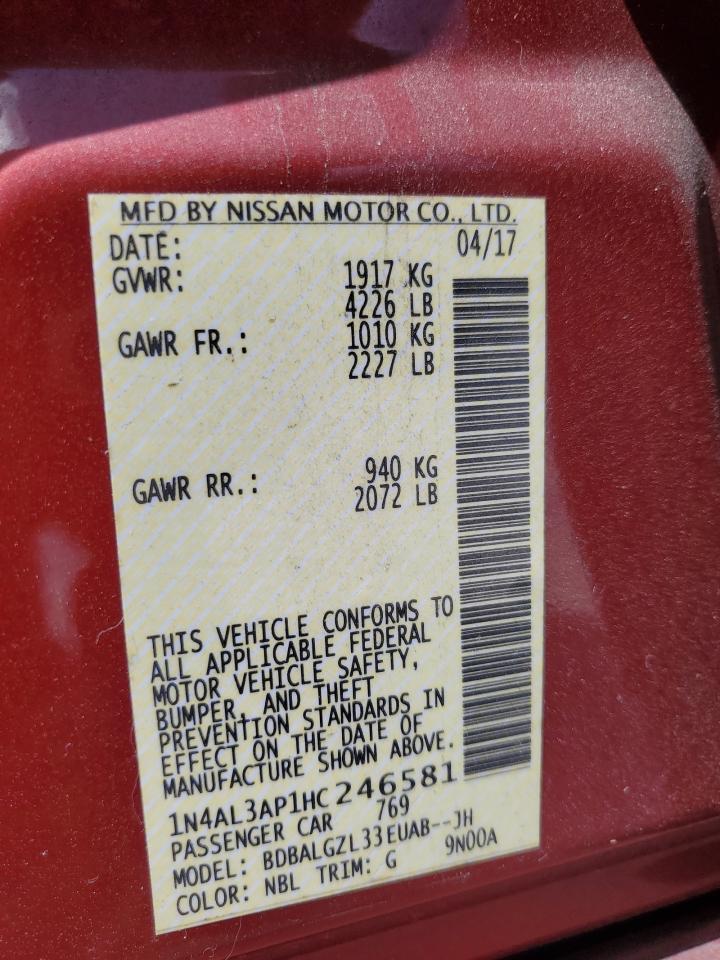 MFD BY NISSAN MOTOR CO., LTD.
DATE: 04/17
GVWR: 1917 KG
4226 LB
GAWR FR.: 1010 KG
2227 LB
GAWR RR.: 940 KG
2072 LB
THIS VEHICLE CONFORMS TO
ALL APPLICABLE FEDERAL
MOTOR VEHICLE SAFETY,
BUMPER, AND THEFT
PREVENTION STANDARDS IN
EFFECT ON THE DATE OF
MANUFACTURE SHOWN ABOVE.
1N4AL3AP1HC246581
PASSENGER CAR 769
MODEL: BDBALGZL33EUAB--JH
COLOR: NBL TRIM: G 9N00A